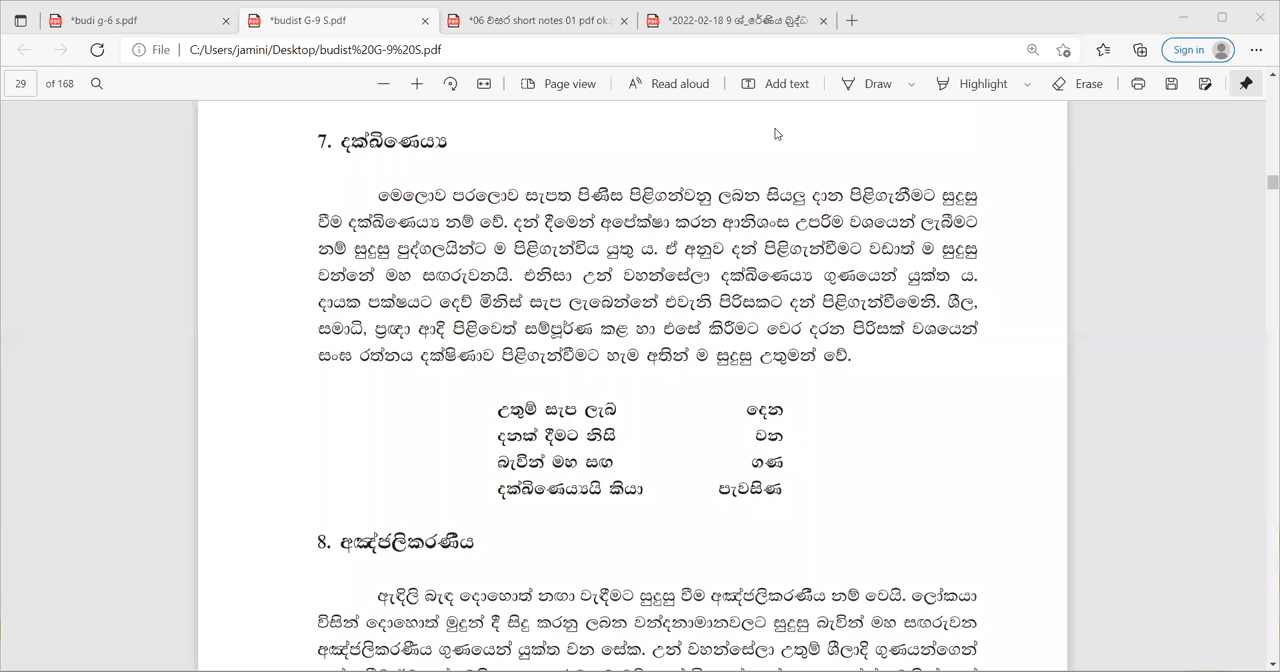 *budi g-6 s.pdf
*budist G-9 S.pdf
*06 වසර short notes 01 pdf ok.
*2022-02-18 9 ශ්‍_රේණිය බුද්ධ
File
C:/Users/jamini/Desktop/budist%20G-9%20S.pdf
Sign in
29 of 168
Page view
Read aloud
Add text
Draw
Highlight
Erase
7. දක්ඛිණෙය්‍ය
මෙලොව පරලොව සැපත පිණිස පිළිගන්වනු ලබන සියලු දාන පිළිගැනීමට සුදුසු
වීම දක්ඛිණෙය්‍ය නම් වේ. දන් දීමෙන් අපේක්ෂා කරන ආනිශංස උපරිම වශයෙන් ලැබීමට
නම් සුදුසු පුද්ගලයින්ට ම පිළිගැන්විය යුතු ය. ඒ අනුව දන් පිළිගැන්වීමට වඩාත් ම සුදුසු
වන්නේ මහ සඟරුවනයි. එනිසා උන් වහන්සේලා දක්ඛිණෙය්‍ය ගුණයෙන් යුක්ත ය.
දායක පක්ෂයට දෙව් මිනිස් සැප ලැබෙන්නේ එවැනි පිරිසකට දන් පිළිගැන්වීමෙනි. ශීල,
සමාධි, ප්‍රඥා ආදි පිළිවෙත් සම්පූර්ණ කළ හා එසේ කිරීමට වෙර දරන පිරිසක් වශයෙන්
සංඝ රත්නය දක්ෂිණාව පිළිගැන්වීමට හැම අතින් ම සුදුසු උතුමන් වේ.
උතුම් සැප ලැබ දෙන
දනක් දීමට නිසි වන
බැවින් මහ සඟ ගණ
දක්ඛිණෙය්‍යයි කියා පැවසිණ
8. අඤ්ජලිකරණීය
ඇඳිලි බැඳ දොහොත් නඟා වැඳීමට සුදුසු වීම අඤ්ජලිකරණීය නම් වෙයි. ලෝකයා
විසින් දොහොත් මුදුන් දී සිදු කරනු ලබන වන්දනාමානවලට සුදුසු බැවින් මහ සඟරුවන
අඤ්ජලිකරණීය ගුණයෙන් යුක්ත වන සේක. උන් වහන්සේලා උතුම් ශීලාදි ගුණයන්ගෙන්